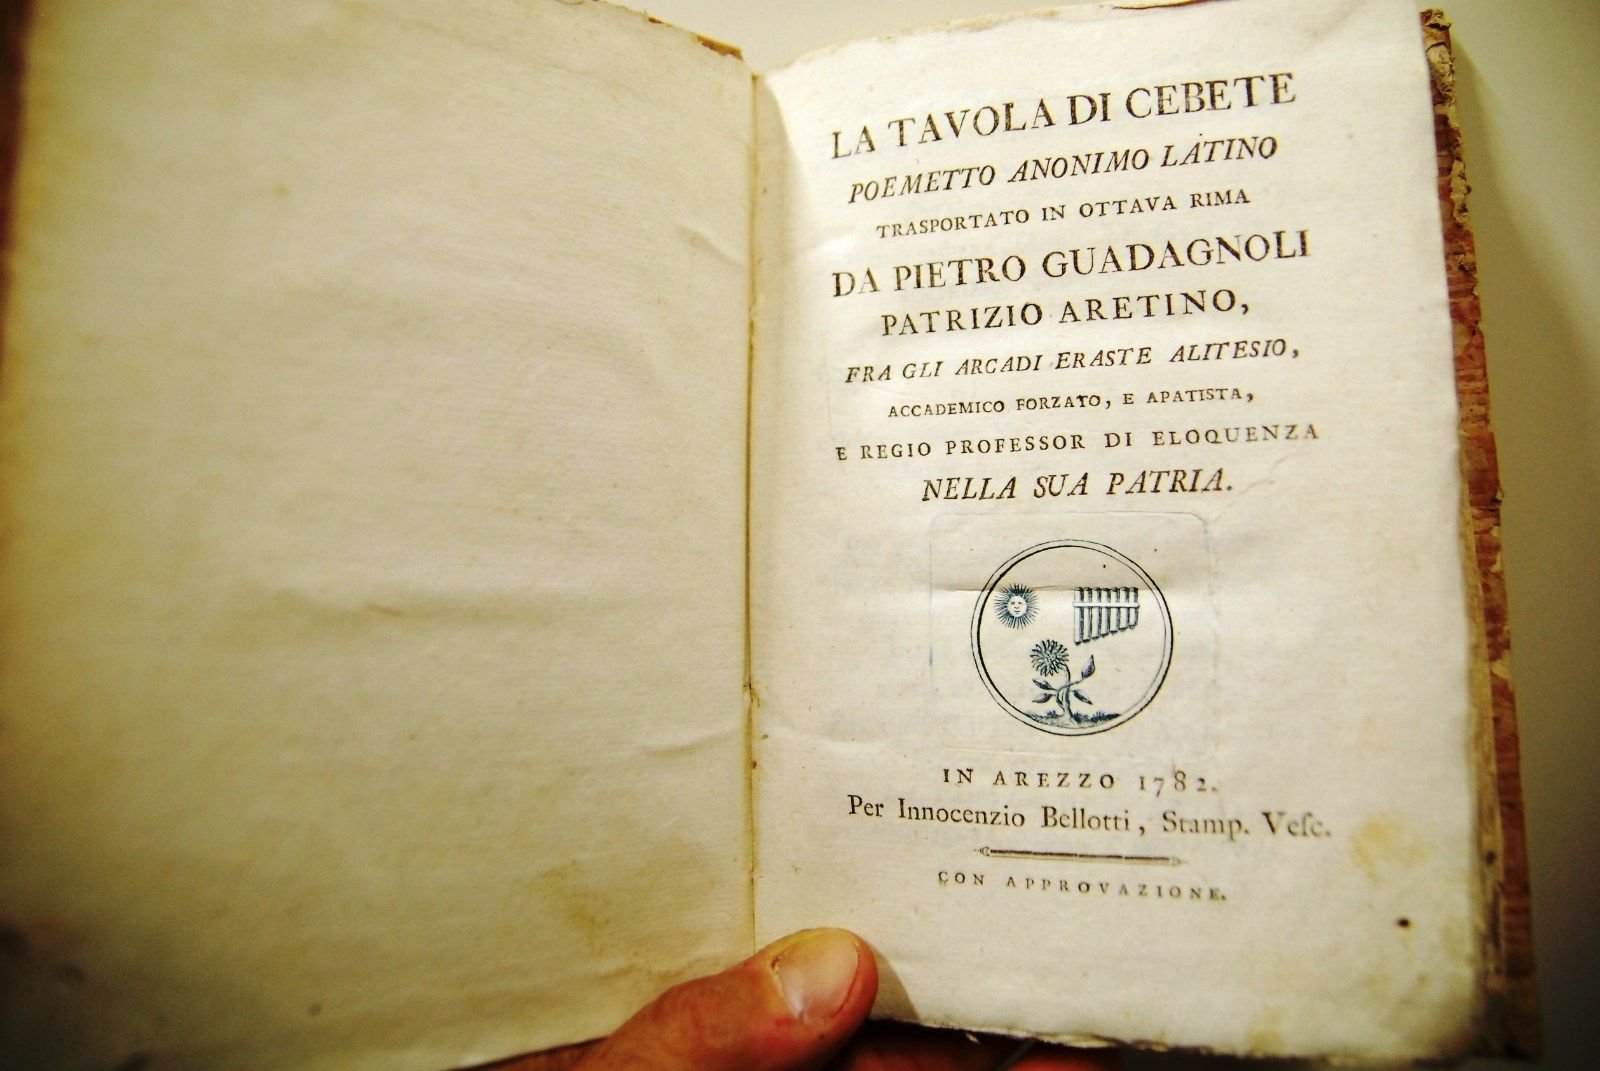 LA TAVOLA DI CEBETE
POEMETTO ANONIMO LATINO
TRASPORTATO IN OTTAVA RIMA
DA PIETRO GUADAGNOLI
PATRIZIO ARETINO,
FRA GLI ARCADI ERASTE ALITESIO,
ACCADEMICO FORZATO, E APATISTA,
E REGIO PROFESSOR DI ELOQUENZA
NELLA SUA PATRIA.
IN AREZZO 1782.
Per Innocenzio Bellotti, Stamp. Veſc.
CON APPROVAZIONE.